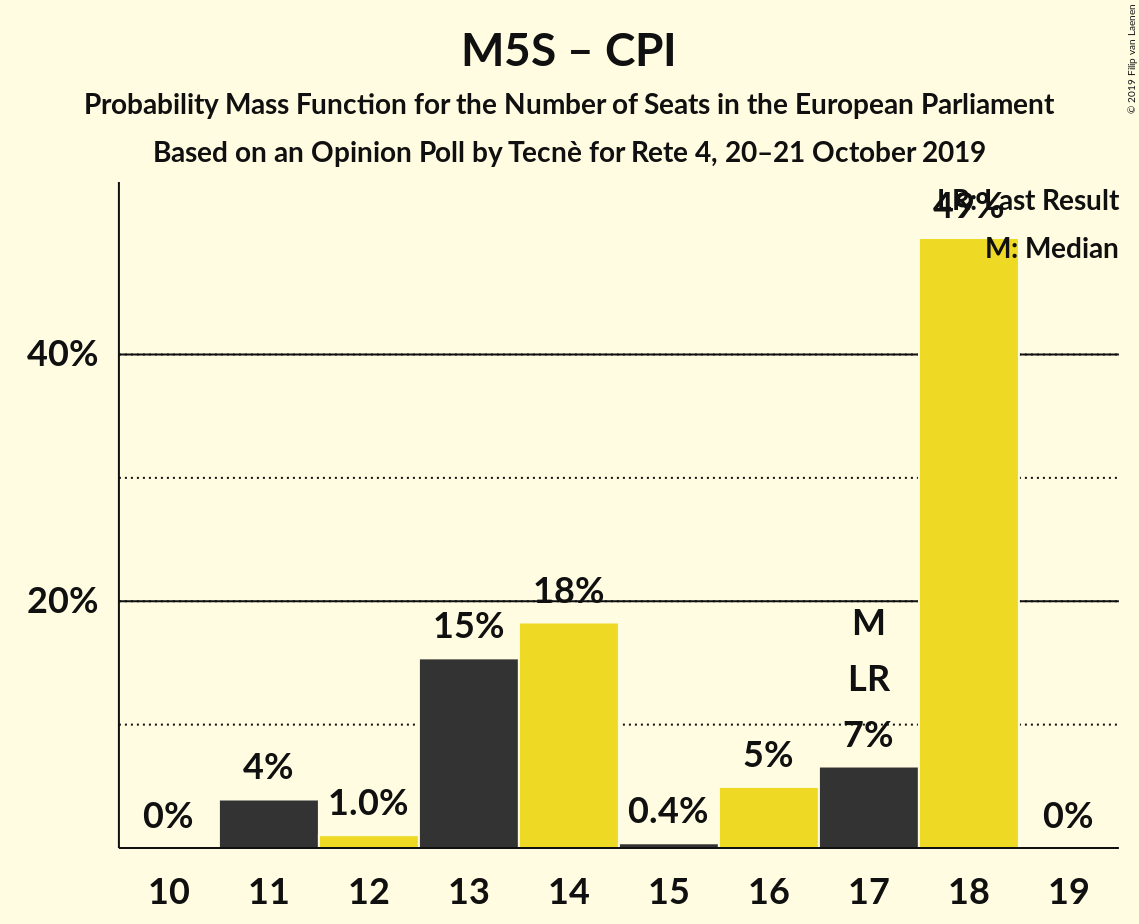 M5S – CPI
Probability Mass Function for the Number of Seats in the European Parliament
Based on an Opinion Poll by Tecnè for Rete 4, 20–21 October 2019
© 2019 Filip van Laenen
LR: Last Result
M: Median
49%
40%
20%
18%
15%
M
LR
7%
5%
4%
1.0%
0.4%
0%
0%
10 11 12 13 14 15 16 17 18 19